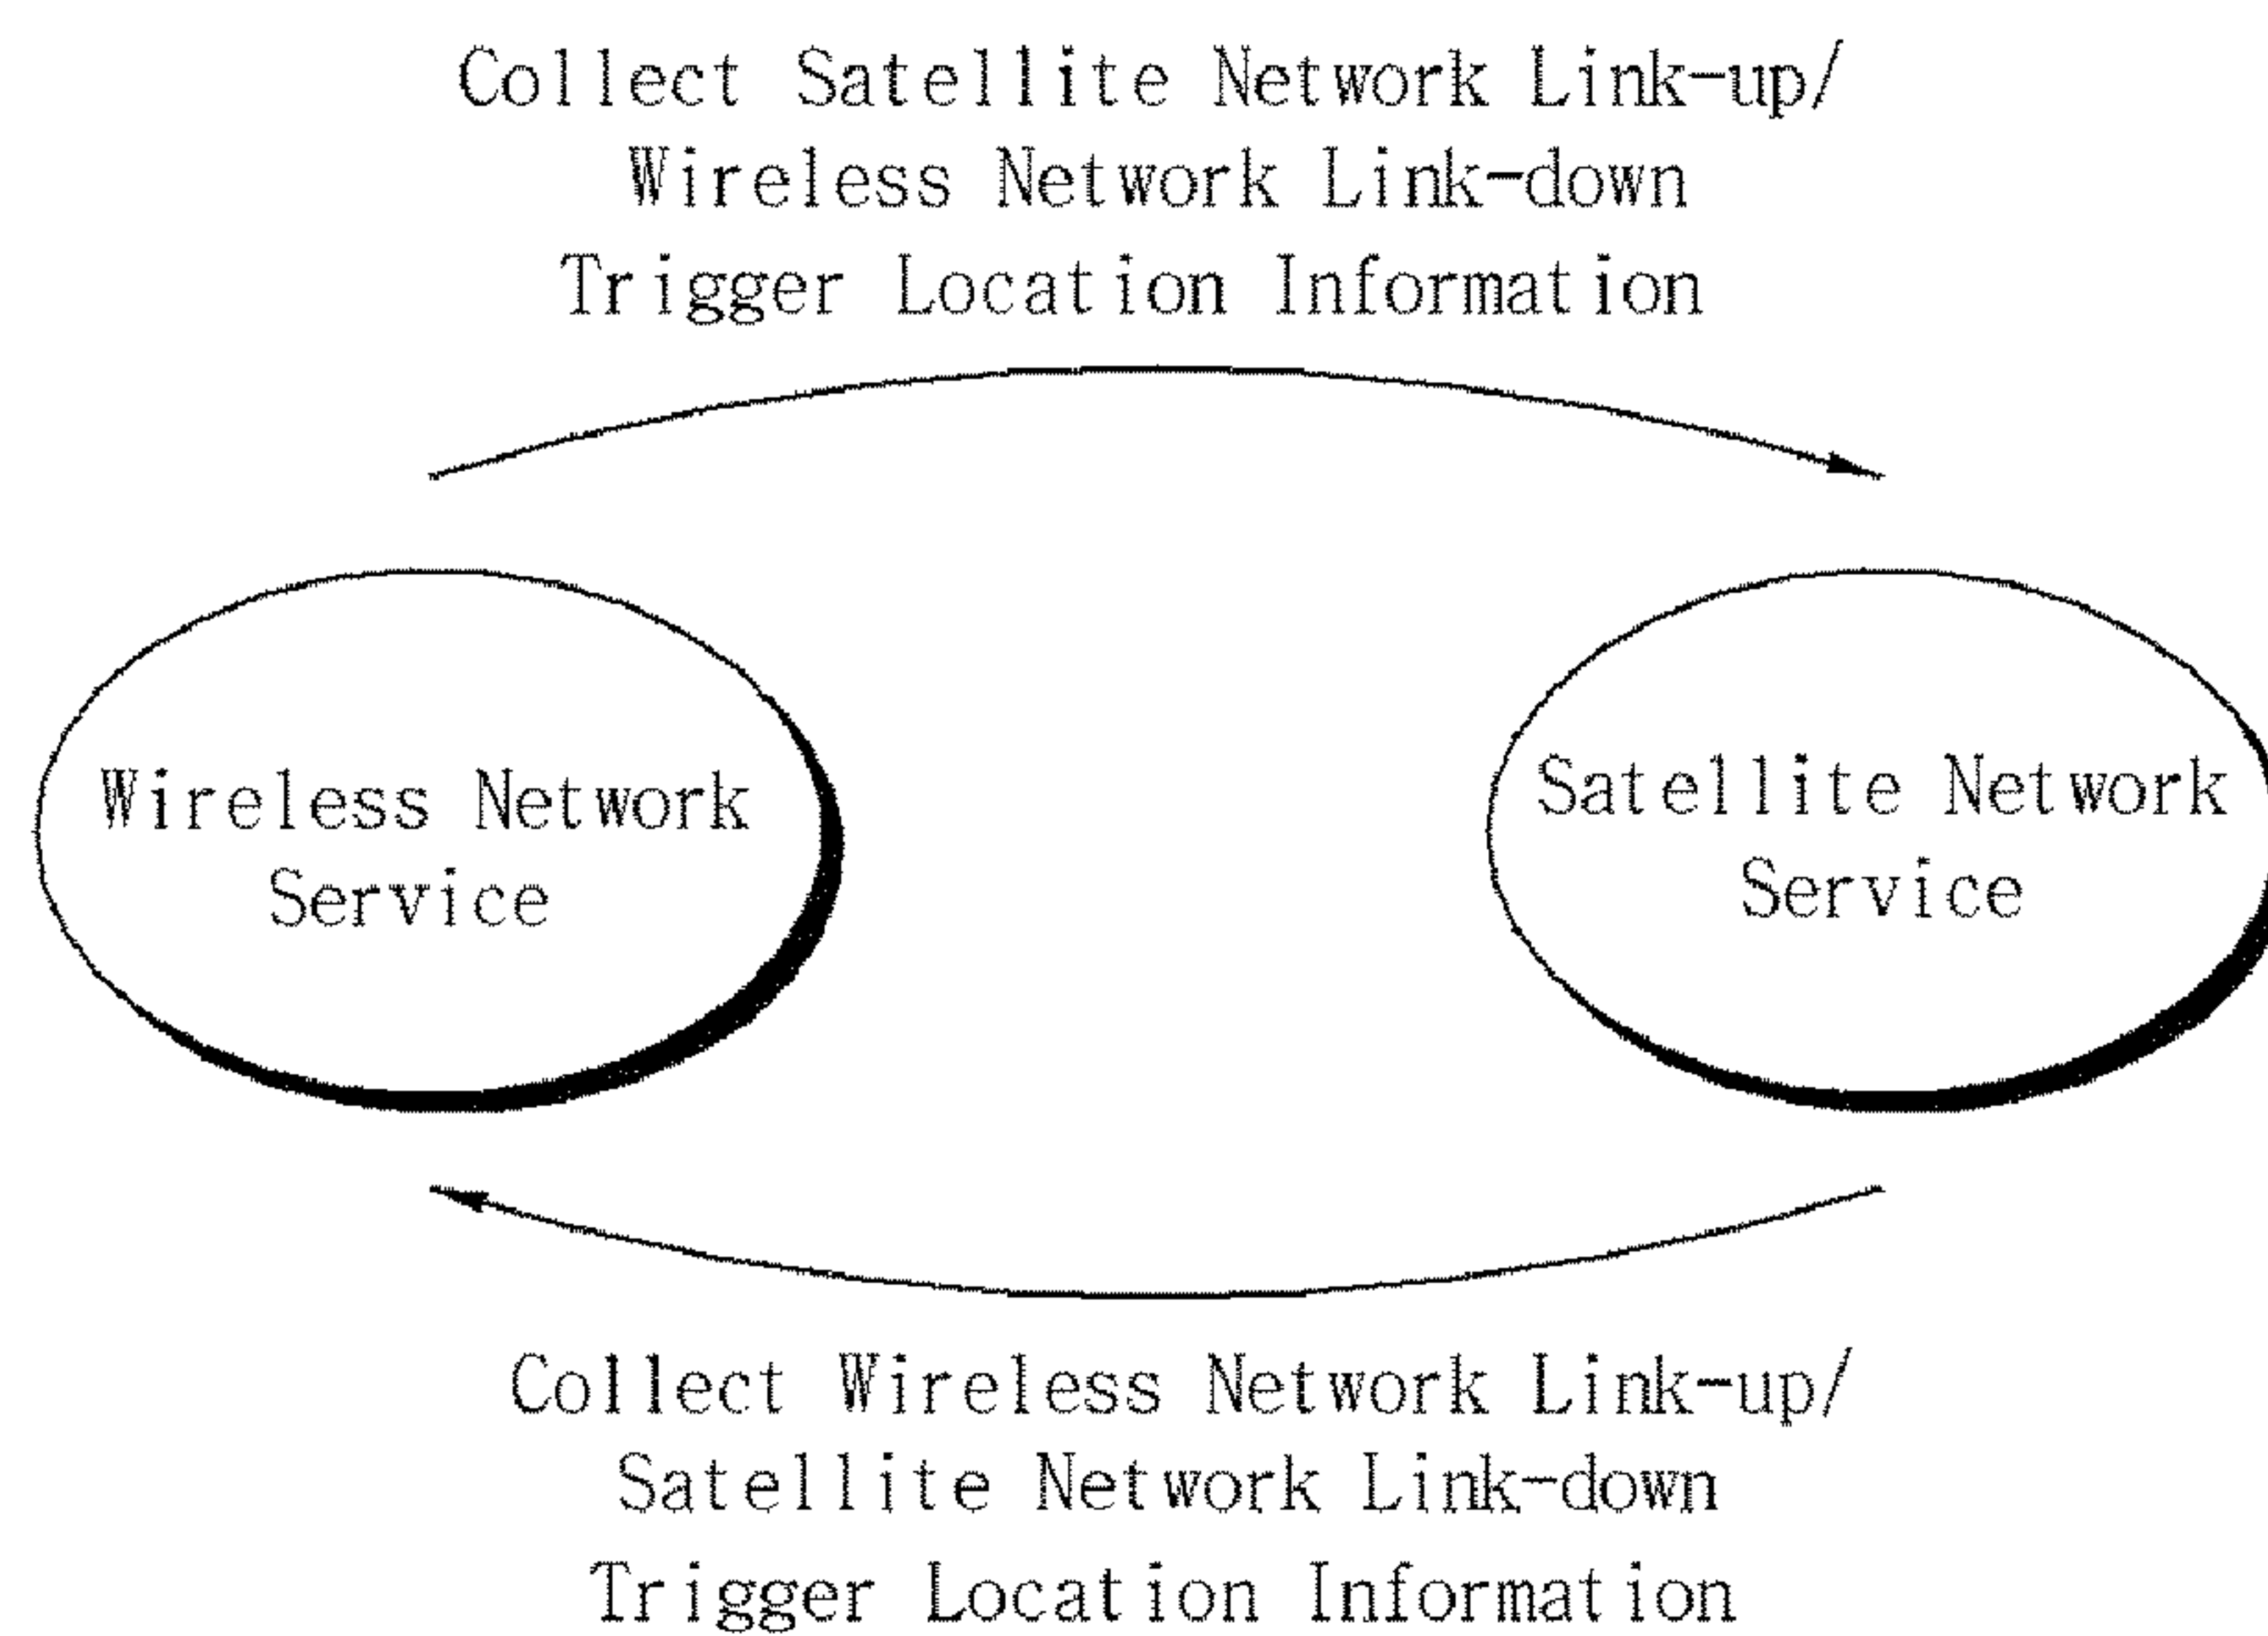 Collect Satellite Network Link-up/
Wireless Network Link-down
Trigger Location Information
Wireless Network
Service
Satellite Network
Service
Collect Wireless Network Link-up/
Satellite Network Link-down
Trigger Location Information